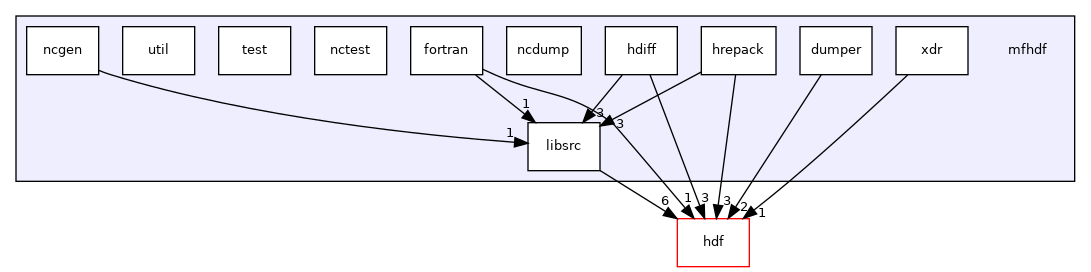 ncgen util test nctest fortran ncdump hdiff hrepack dumper xdr mfhdf
1 3 3
1
libsrc
6 1 3 3 2 1
hdf